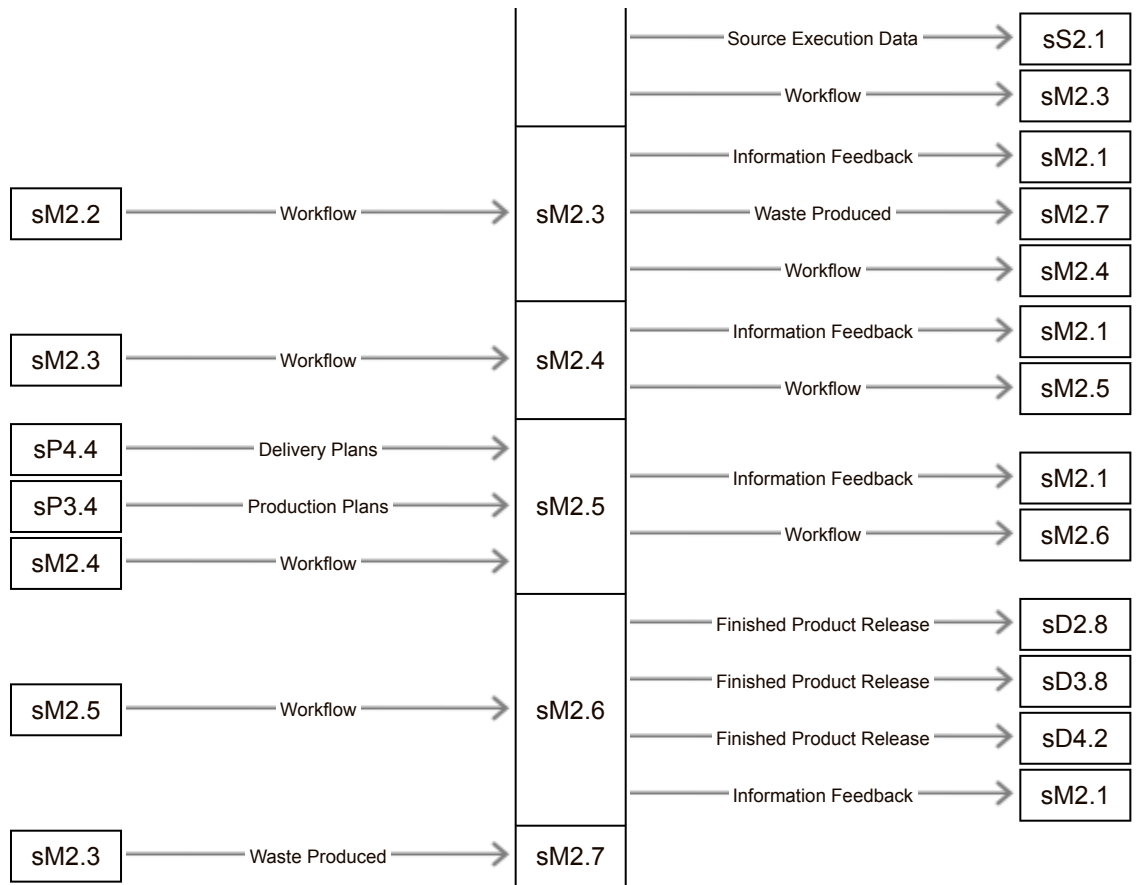 Source Execution Data sS2.1
Workflow sM2.3
Information Feedback sM2.1
sM2.2 Workflow sM2.3 Waste Produced sM2.7
Workflow sM2.4
Information Feedback sM2.1
sM2.3 Workflow sM2.4
Workflow sM2.5
sP4.4 Delivery Plans
Information Feedback sM2.1
sP3.4 Production Plans sM2.5
Workflow sM2.6
sM2.4 Workflow
Finished Product Release sD2.8
Finished Product Release sD3.8
sM2.5 Workflow sM2.6
Finished Product Release sD4.2
Information Feedback sM2.1
sM2.3 Waste Produced sM2.7